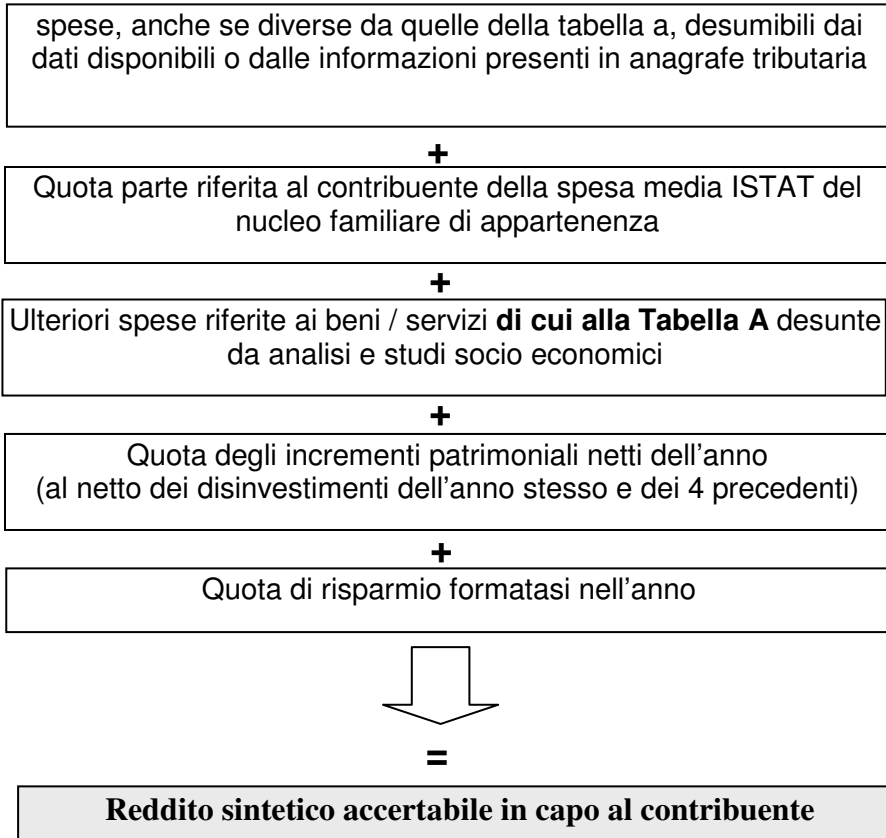 spese, anche se diverse da quelle della tabella a, desumibili dai
dati disponibili o dalle informazioni presenti in anagrafe tributaria
+
Quota parte riferita al contribuente della spesa media ISTAT del
nucleo familiare di appartenenza
+
Ulteriori spese riferite ai beni / servizi di cui alla Tabella A desunte
da analisi e studi socio economici
+
Quota degli incrementi patrimoniali netti dell'anno
(al netto dei disinvestimenti dell'anno stesso e dei 4 precedenti)
+
Quota di risparmio formatasi nell'anno
=
Reddito sintetico accertabile in capo al contribuente